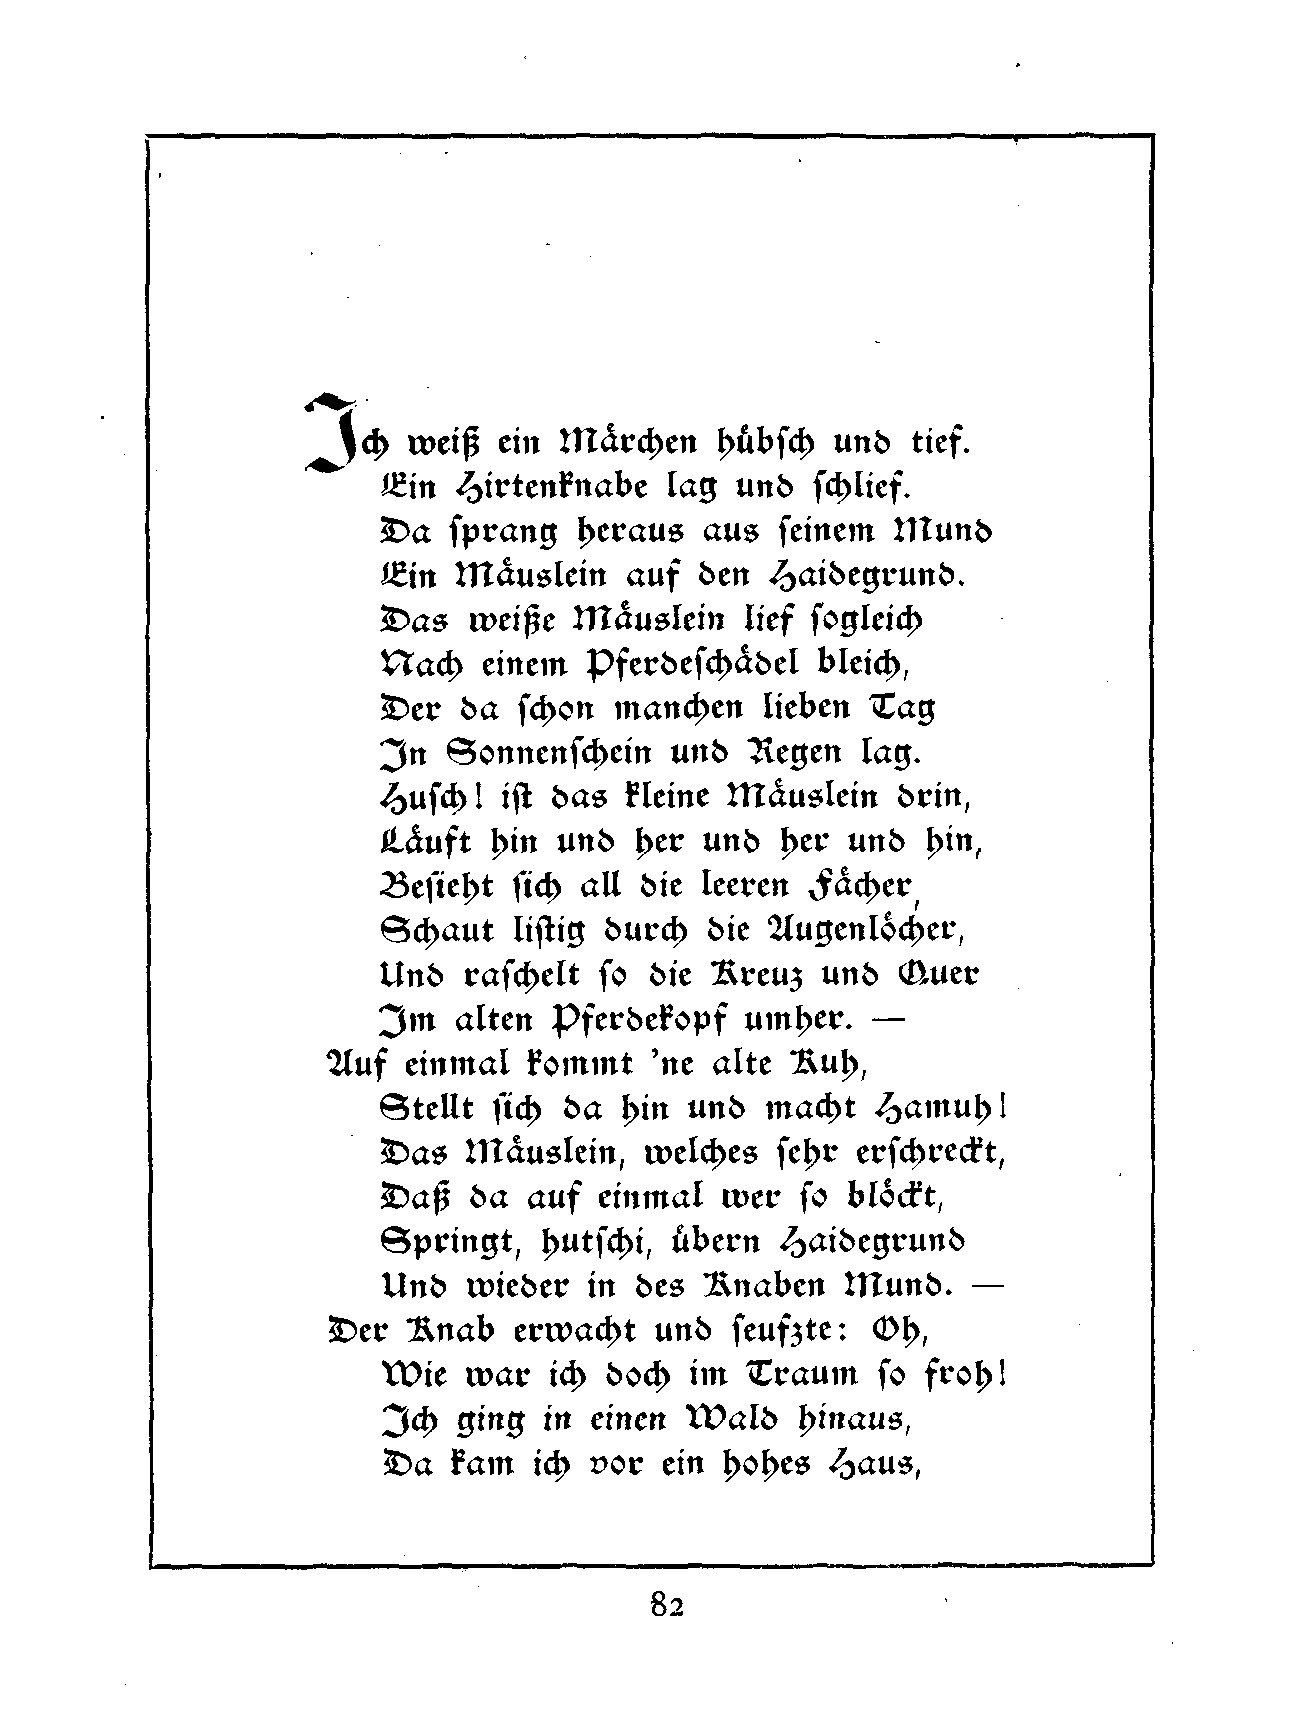 Ich weiß ein Märchen hübſch und tief.
Ein Hirtenknabe lag und ſchlief.
Da ſprang heraus aus ſeinem Mund
Ein Mäuslein auf den Haidegrund.
Das weiße Mäuslein lief ſogleich
Nach einem Pferdeſchädel bleich,
Der da ſchon manchen lieben Tag
In Sonnenſchein und Regen lag.
Huſch! iſt das kleine Mäuslein drin,
Läuft hin und her und her und hin,
Beſieht ſich all die leeren Fächer,
Schaut liſtig durch die Augenlöcher,
Und raſchelt ſo die Kreuz und Quer
Im alten Pferdekopf umher. —
Auf einmal kommt ’ne alte Kuh,
Stellt ſich da hin und macht Hamuh!
Das Mäuslein, welches ſehr erſchreckt,
Daß da auf einmal wer ſo blöckt,
Springt, hutſchi, übern Haidegrund
Und wieder in des Knaben Mund. —
Der Knab erwacht und ſeufzte: Oh,
Wie war ich doch im Traum ſo froh!
Ich ging in einen Wald hinaus,
Da kam ich vor ein hohes Haus,
82